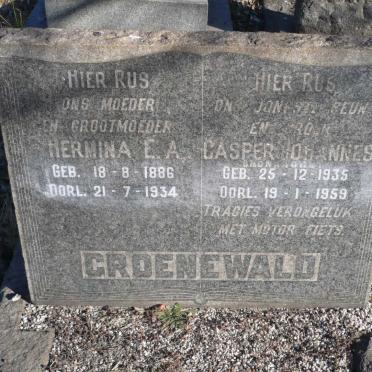 HIER RUS
ONS MOEDER
EN GROOTMOEDER
HERMINA E.A.
GEB. 18-8-1886
OORL. 21-7-1934
HIER RUS
EN
CASPER JOHANNES
GEB. 25-12-1935
OORL. 19-1-1959
TRAGIES VERONGELUK
MET MOTOR FIETS.
GROENEWALD